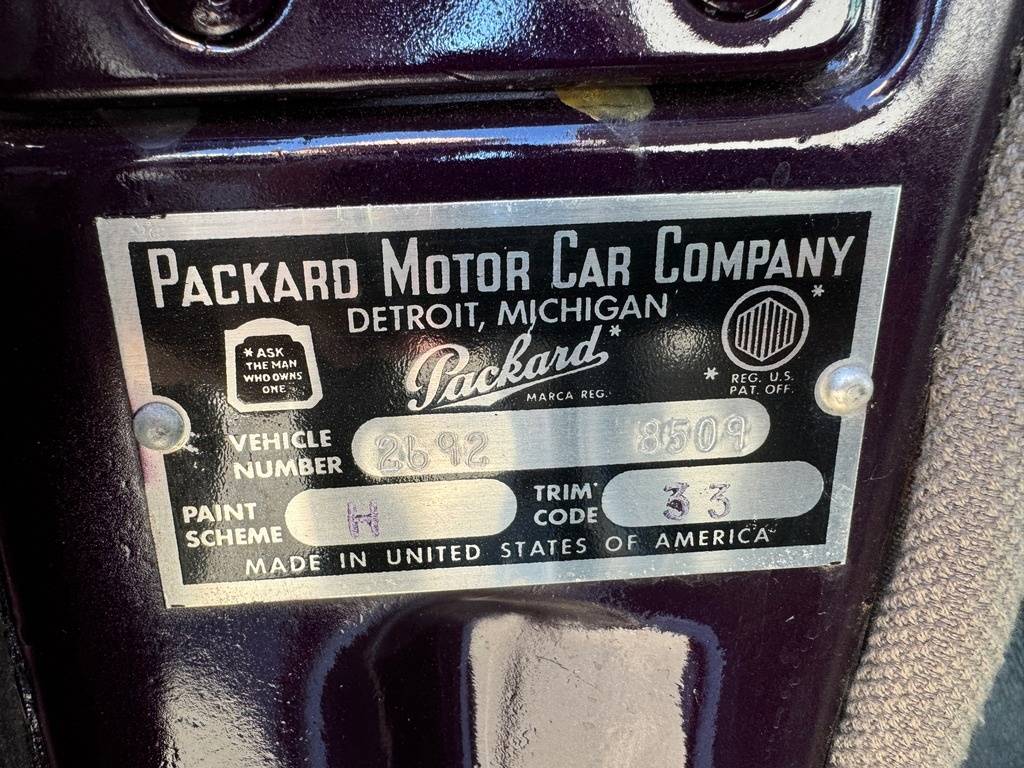 PACKARD MOTOR CAR COMPANY
DETROIT, MICHIGAN
* ASK
THE MAN
WHO OWNS
ONE
Packard*
MARCA REG.
*
* REG. U.S.
PAT. OFF.
VEHICLE
NUMBER
2692 8509
PAINT
SCHEME
H
TRIM
CODE
33
MADE IN UNITED STATES OF AMERICA